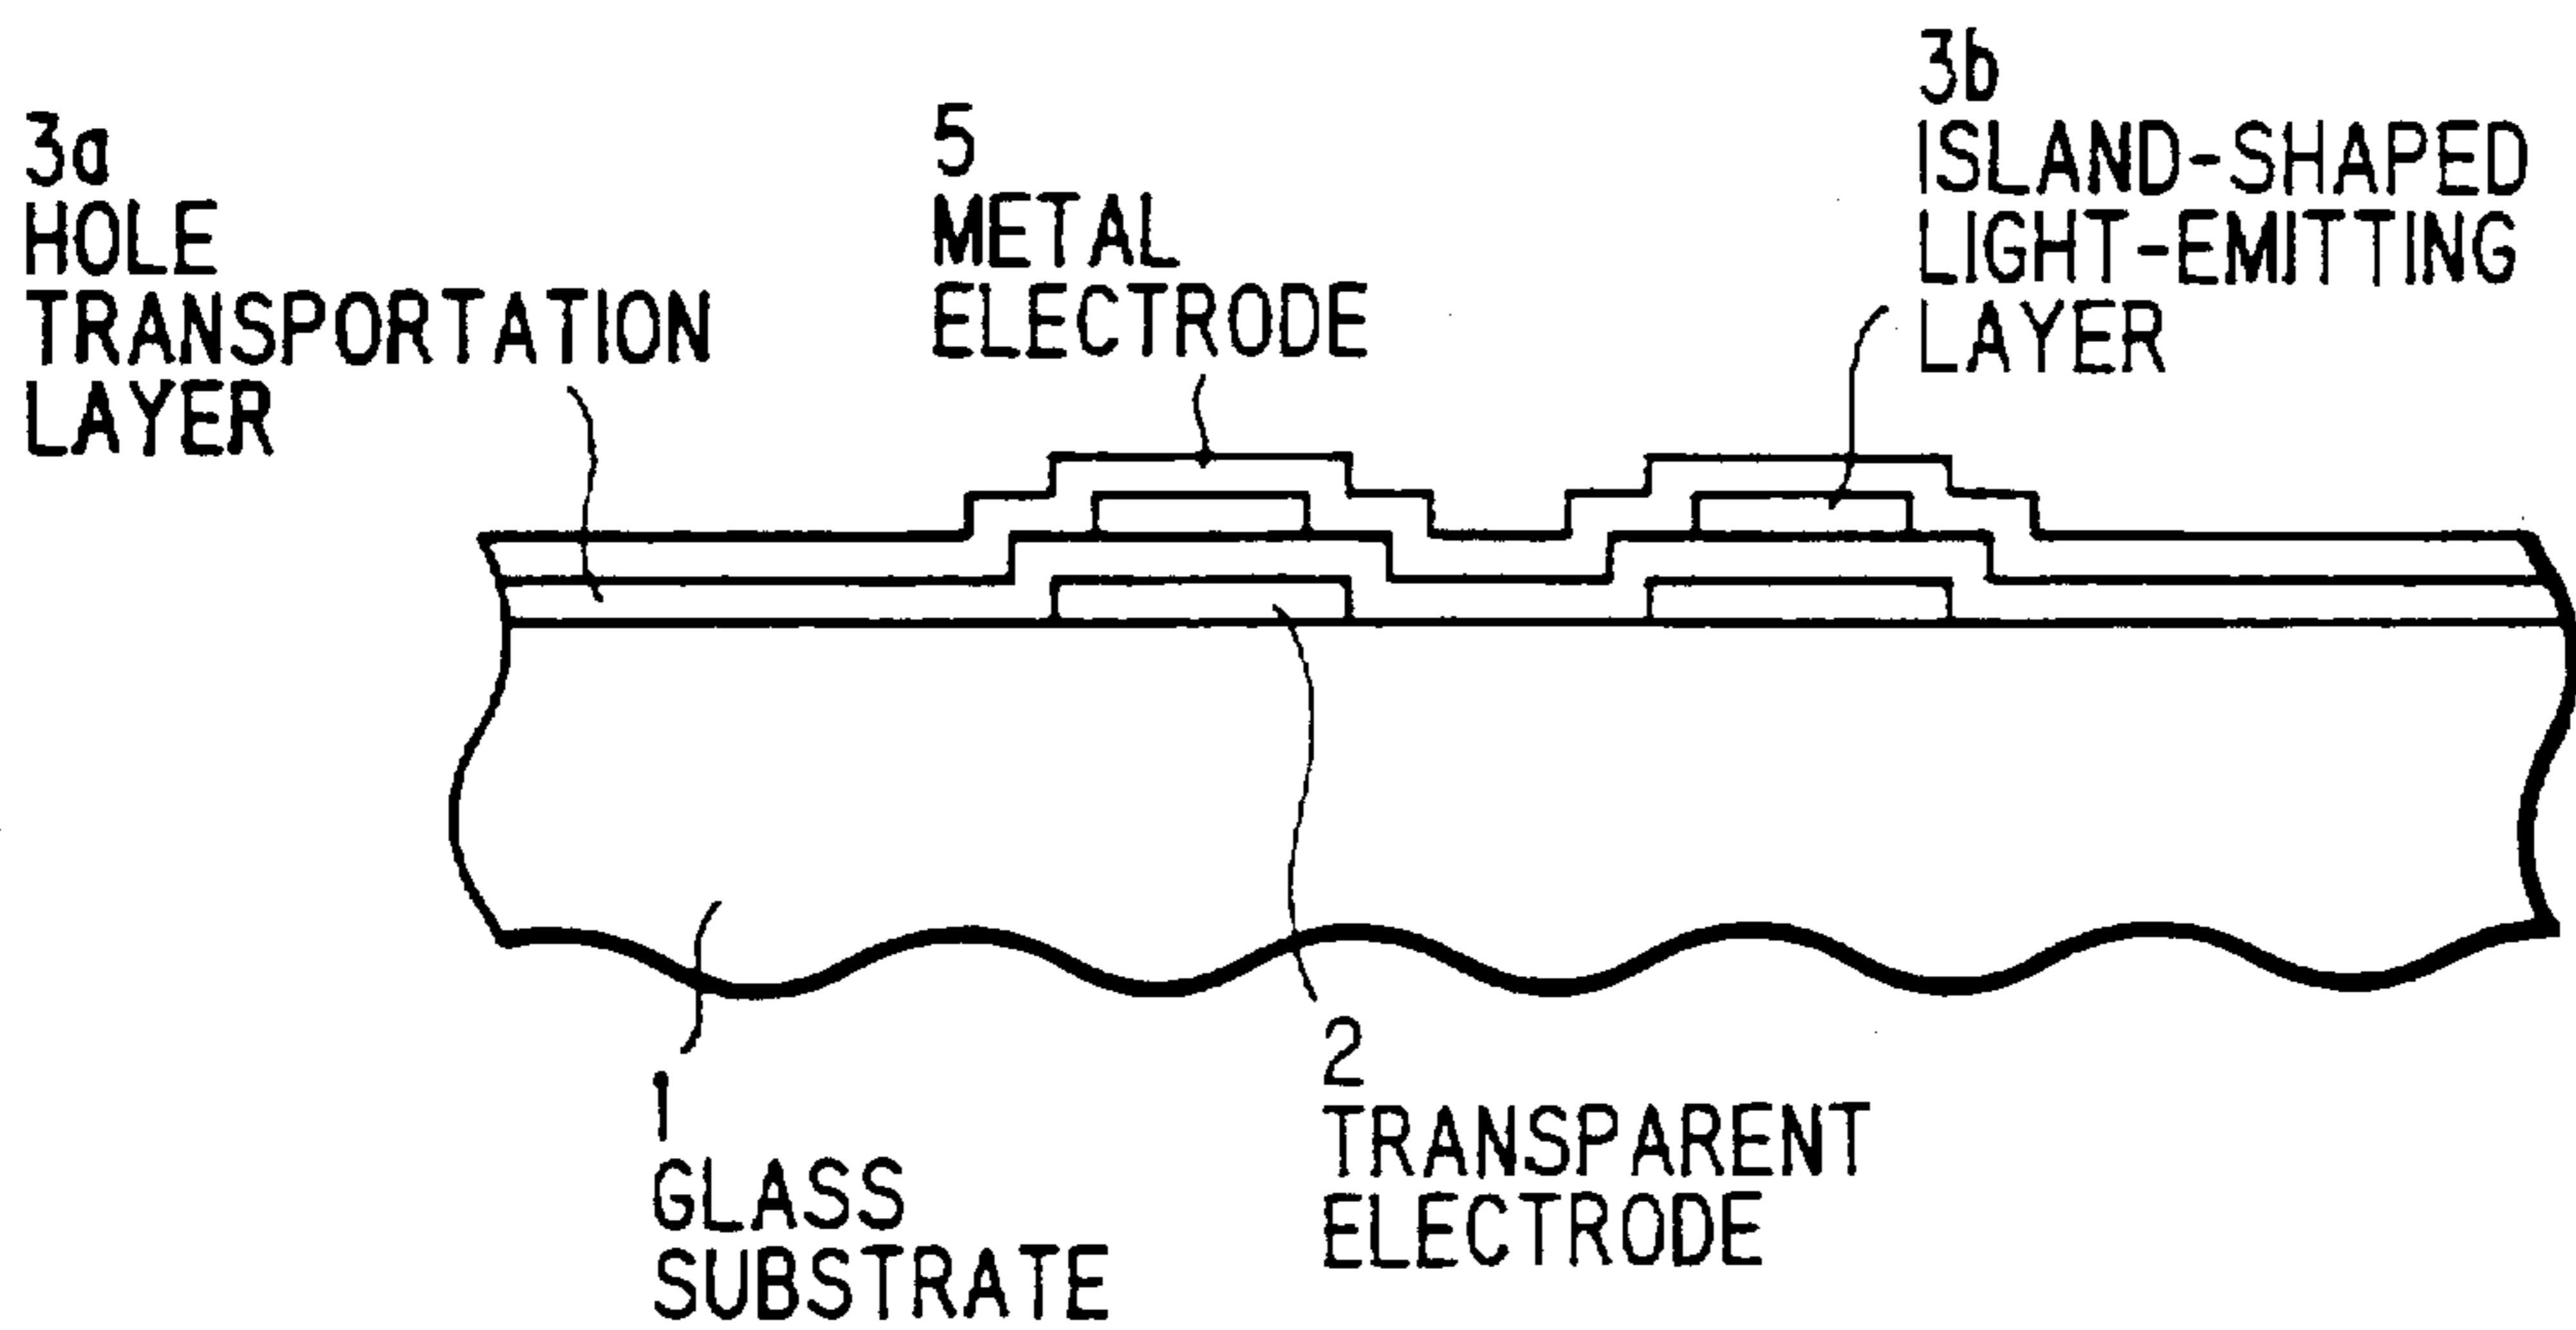 3a
HOLE
TRANSPORTATION
LAYER
5
METAL
ELECTRODE
3b
ISLAND-SHAPED
LIGHT-EMITTING
LAYER
1
GLASS
SUBSTRATE
2
TRANSPARENT
ELECTRODE